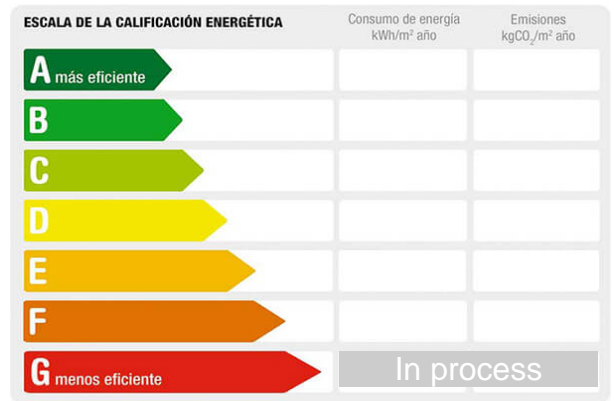 ESCALA DE LA CALIFICACIÓN ENERGÉTICA
Consumo de energía
kWh/m² año
Emisiones
kgCO₂/m² año
A más eficiente
B
C
D
E
F
G menos eficiente
In process